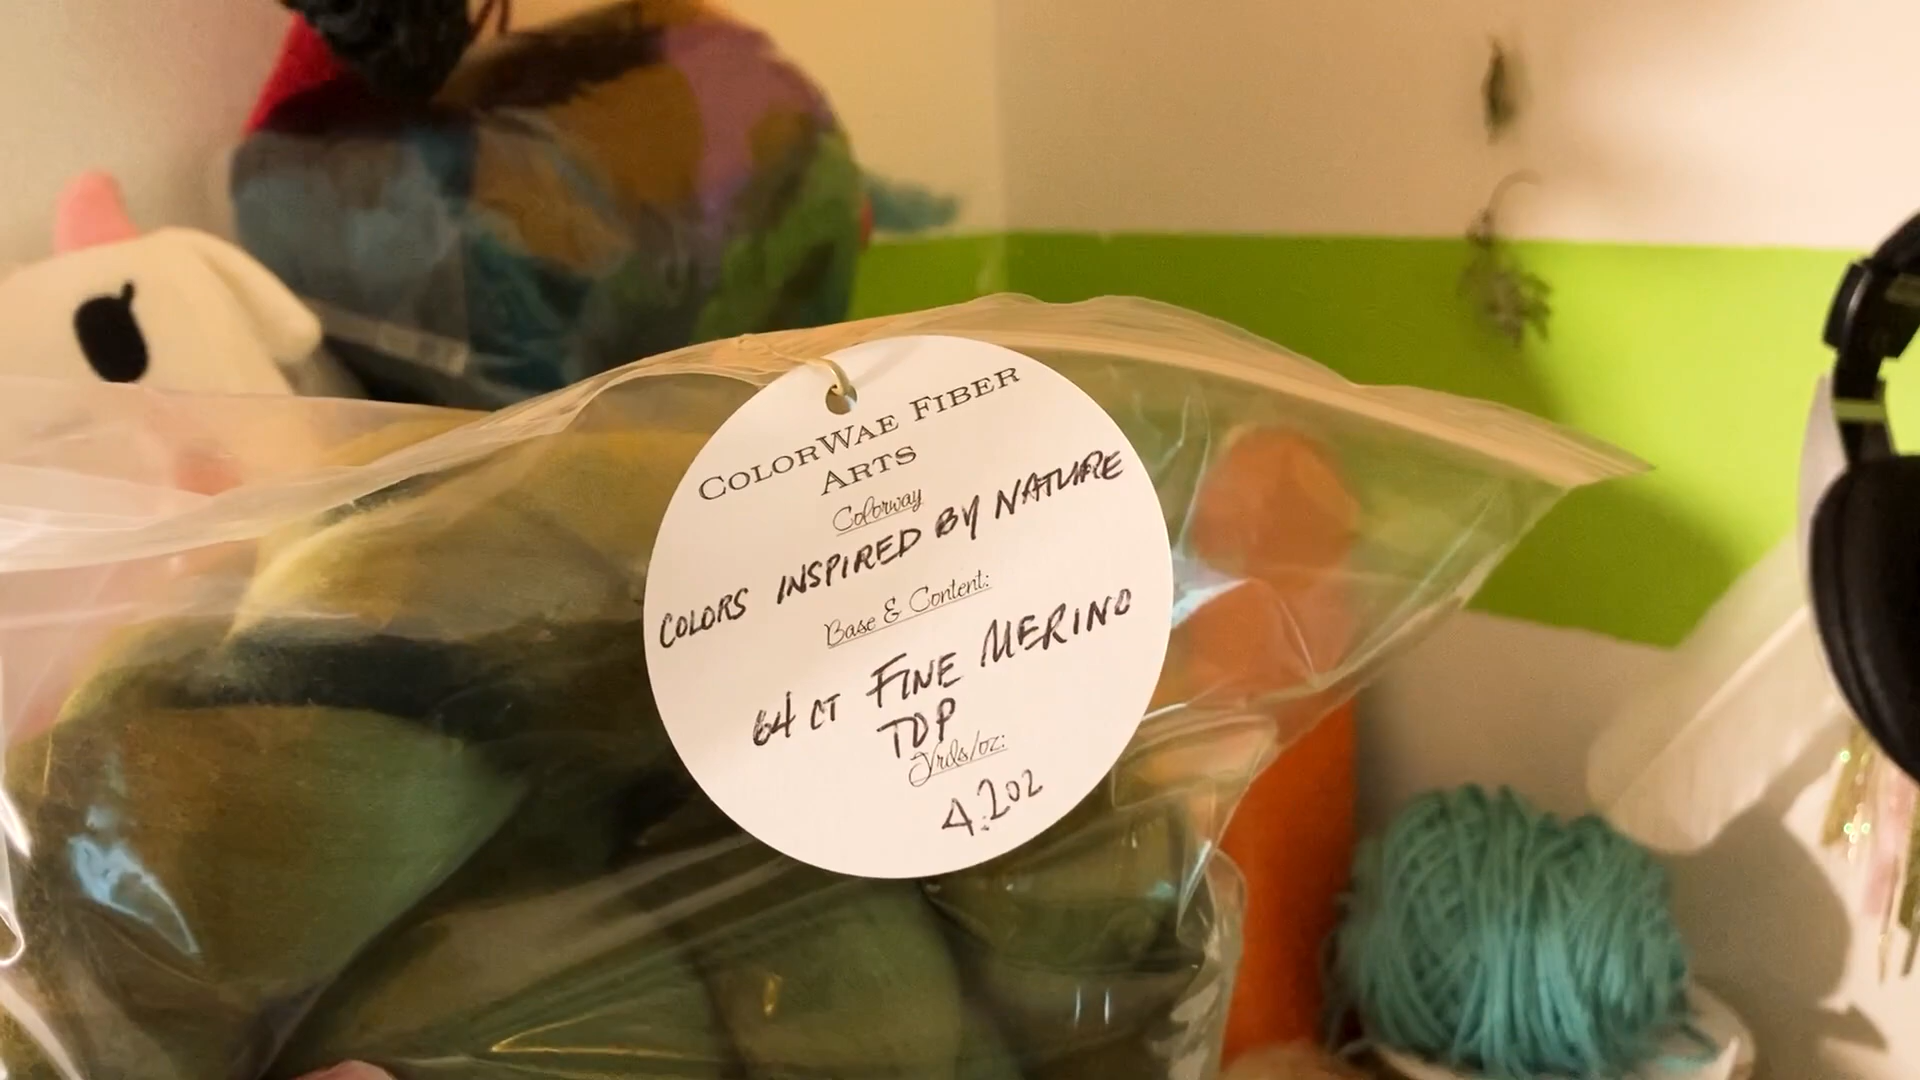 COLORWAE FIBER
ARTS
Colorway
COLORS INSPIRED BY NATURE
Base & Content:
64 CT FINE MERINO
TOP
Yrds/oz:
4.2oz